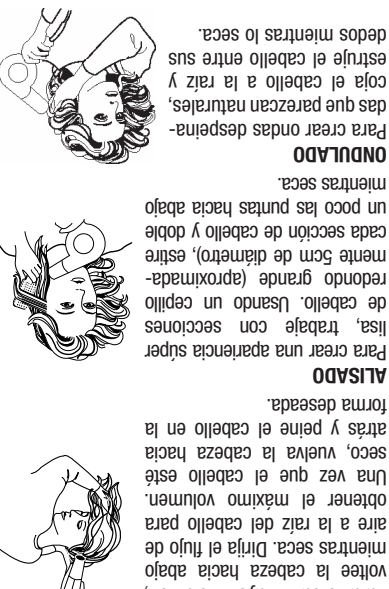 voltee la cabeza hacia abajo
mientras seca. Dirija el flujo de
aire a la raíz del cabello para
obtener el máximo volumen.
Una vez que el cabello esté
seco, vuelva la cabeza hacia
atrás y peine el cabello en la
forma deseada.
ALISADO
Para crear una apariencia súper
lisa, trabaje con secciones
de cabello. Usando un cepillo
redondo grande (aproximada-
mente 5cm de diámetro), estire
cada sección de cabello y doble
un poco las puntas hacia abajo
mientras seca.
ONDULADO
Para crear ondas despeina-
das que parezcan naturales,
coja el cabello a la raíz y
estruje el cabello entre sus
dedos mientras lo seca.